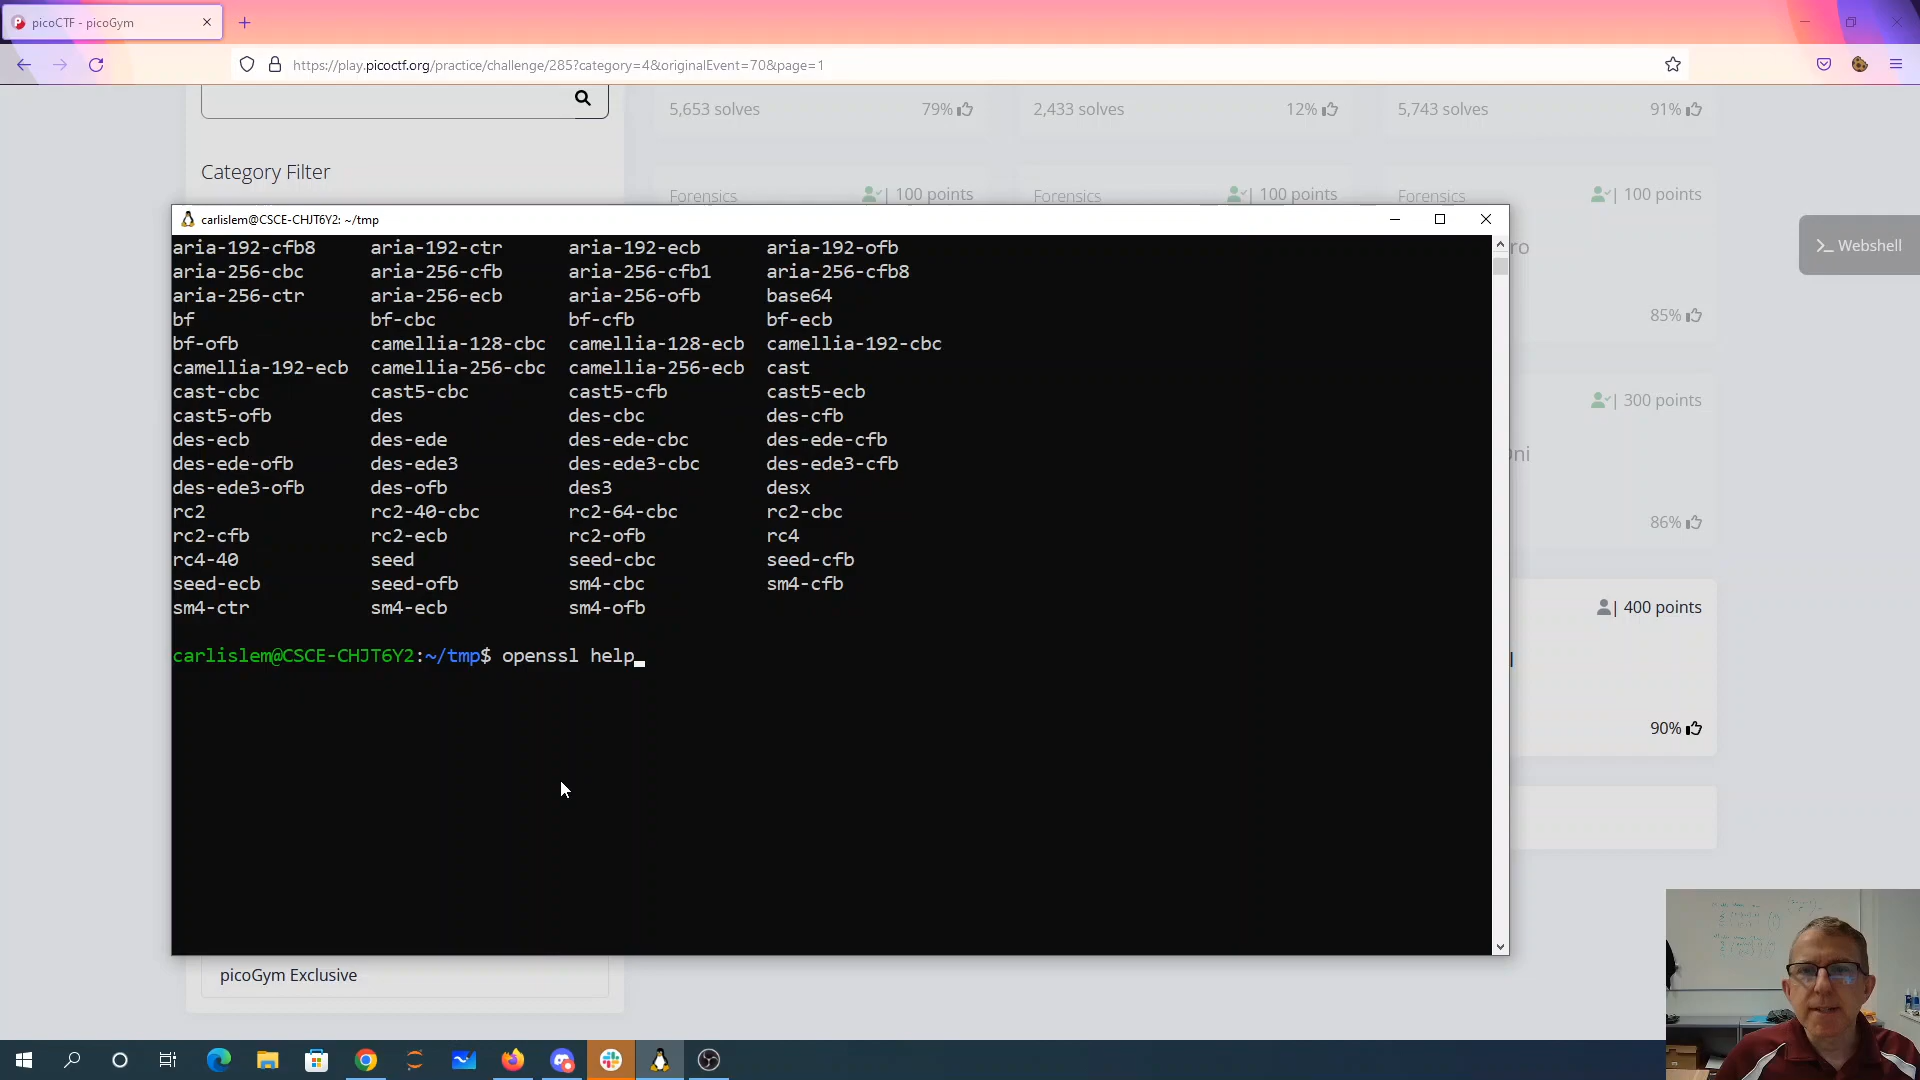 picoCTF - picoGym
https://play.picoctf.org/practice/challenge/285?category=4&originalEvent=70&page=1
5,653 solves 79% 2,433 solves 12% 5,743 solves 91%
Category Filter
Forensics | 100 points Forensics | 100 points Forensics | 100 points
carlislem@CSCE-CHJT6Y2: ~/tmp
>_ Webshell
aria-192-cfb8 aria-192-ctr aria-192-ecb aria-192-ofb
aria-256-cbc aria-256-cfb aria-256-cfb1 aria-256-cfb8
aria-256-ctr aria-256-ecb aria-256-ofb base64
bf bf-cbc bf-cfb bf-ecb
bf-ofb camellia-128-cbc camellia-128-ecb camellia-192-cbc
camellia-192-ecb camellia-256-cbc camellia-256-ecb cast
cast-cbc cast5-cbc cast5-cfb cast5-ecb
cast5-ofb des des-cbc des-cfb
des-ecb des-ede des-ede-cbc des-ede-cfb
des-ede-ofb des-ede3 des-ede3-cbc des-ede3-cfb
des-ede3-ofb des-ofb des3 desx
rc2 rc2-40-cbc rc2-64-cbc rc2-cbc
rc2-cfb rc2-ecb rc2-ofb rc4
rc4-40 seed seed-cbc seed-cfb
seed-ecb seed-ofb sm4-cbc sm4-cfb
sm4-ctr sm4-ecb sm4-ofb
carlislem@CSCE-CHJT6Y2:~/tmp$ openssl help
85%
| 300 points
86%
| 400 points
90%
picoGym Exclusive